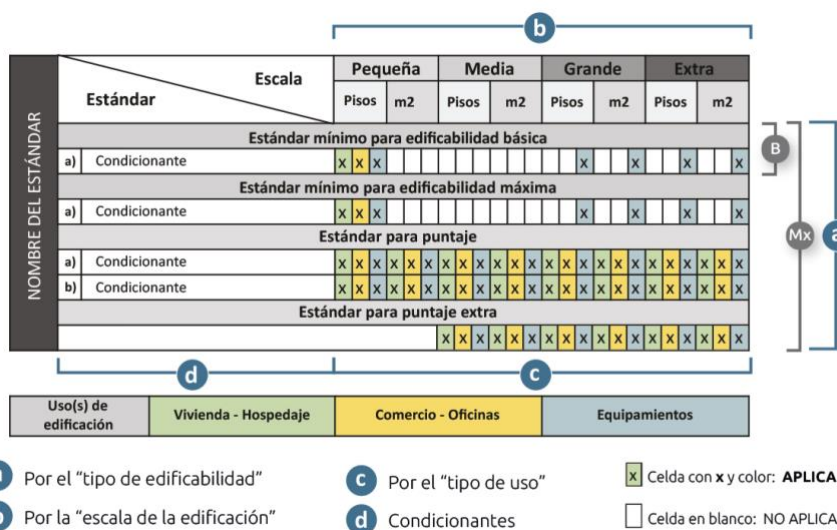 b
Escala
Estándar
Pequeña Media Grande Extra
Pisos m2 Pisos m2 Pisos m2 Pisos m2
NOMBRE DEL ESTÁNDAR
Estándar mínimo para edificabilidad básica
a) Condicionante x x x x x x x
B
Estándar mínimo para edificabilidad máxima
a) Condicionante x x x x x x x
Estándar para puntaje
Mx a
a) Condicionante x x x x x x x x x x x x x x x x x x x x x x x x
b) Condicionante x x x x x x x x x x x x x x x x x x x x x x x x
Estándar para puntaje extra
x x x x x x x x x x x x x x x x x x
d c
Uso(s) de
edificación
Vivienda - Hospedaje Comercio - Oficinas Equipamientos
a Por el “tipo de edificabilidad”
b Por la “escala de la edificación”
c Por el “tipo de uso”
d Condicionantes
x Celda con x y color: APLICA
Celda en blanco: NO APLICA